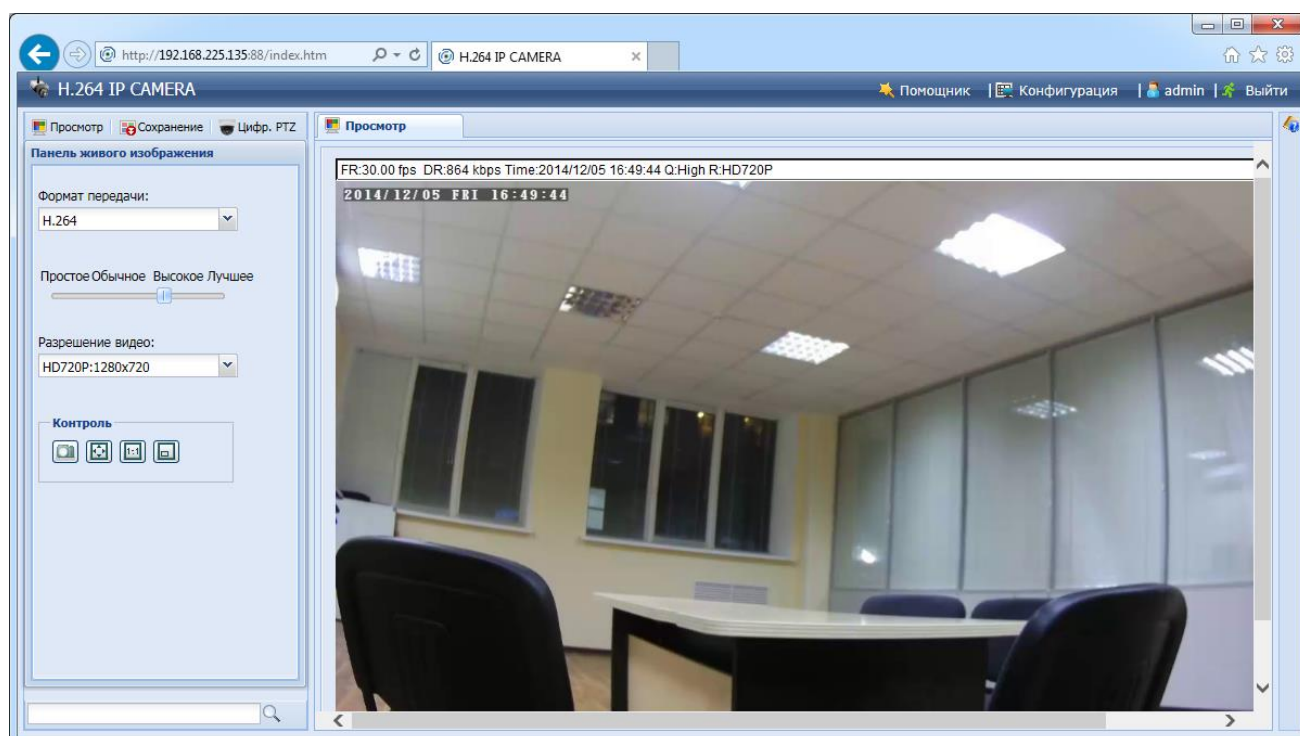 http://192.168.225.135:88/index.htm
H.264 IP CAMERA
H.264 IP CAMERA
Помощник | Конфигурация | admin | Выйти
Просмотр Сохранение Цифр. PTZ
Просмотр
Панель живого изображения
FR:30.00 fps DR:864 kbps Time:2014/12/05 16:49:44 Q:High R:HD720P
2014/12/05 FRI 16:49:44
Формат передачи:
H.264
Простое Обычное Высокое Лучшее
Разрешение видео:
HD720P:1280x720
Контроль
1:1